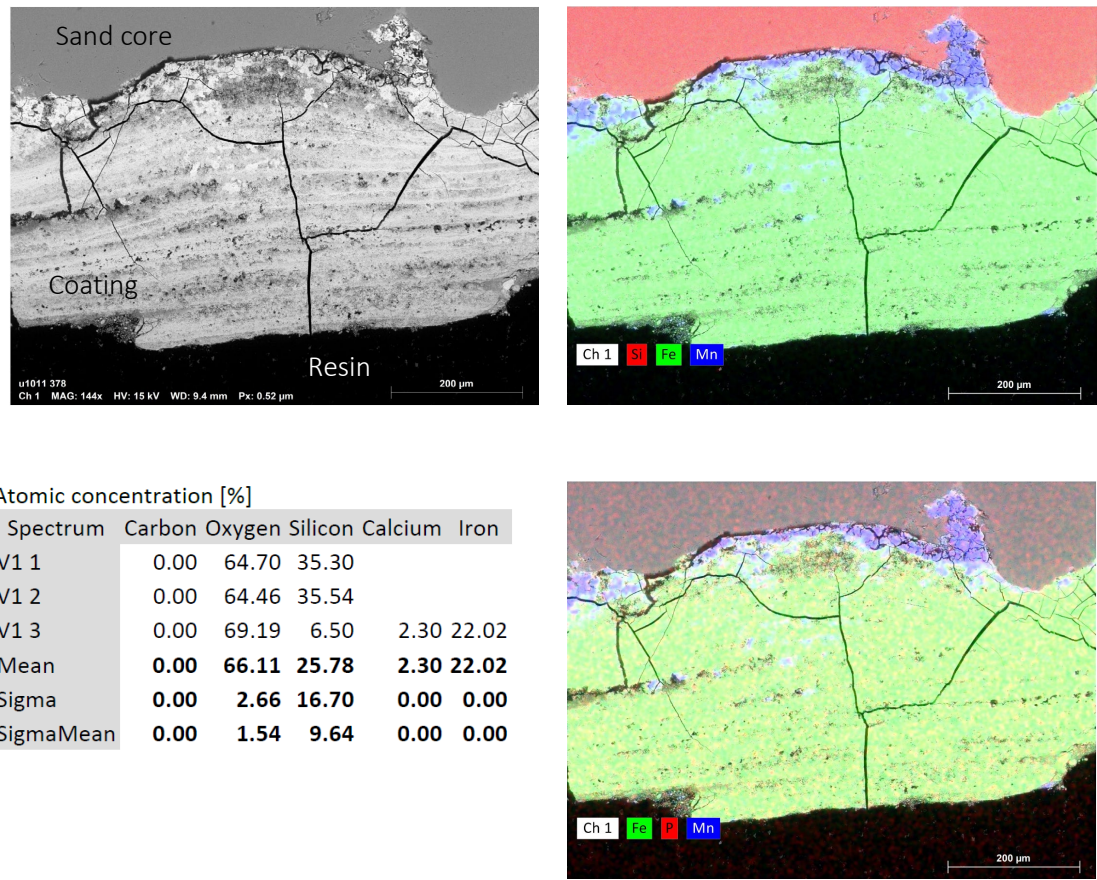 Sand core
Coating
Resin
u1011 378
Ch 1 MAG: 144x HV: 15 kV WD: 9.4 mm Px: 0.52 µm
200 µm
Ch 1 Si Fe Mn
200 µm
Atomic concentration [%]
Spectrum Carbon Oxygen Silicon Calcium Iron
V1 1 0.00 64.70 35.30
V1 2 0.00 64.46 35.54
V1 3 0.00 69.19 6.50 2.30 22.02
Mean 0.00 66.11 25.78 2.30 22.02
Sigma 0.00 2.66 16.70 0.00 0.00
SigmaMean 0.00 1.54 9.64 0.00 0.00
Ch 1 Fe P Mn
200 µm